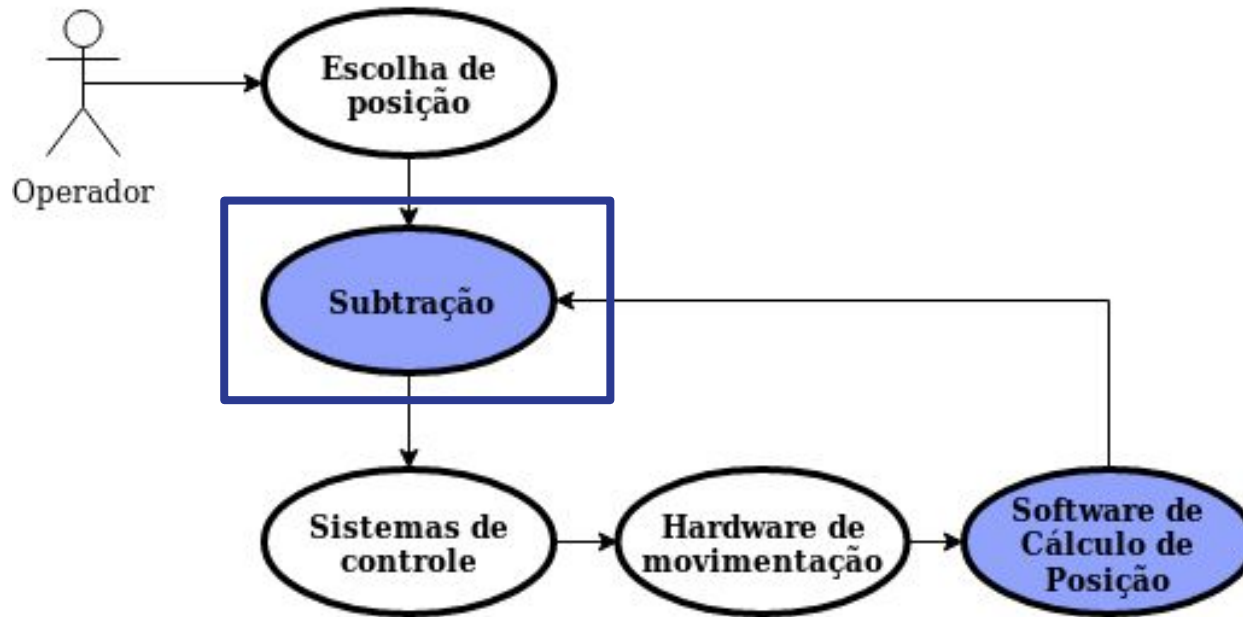 Escolha de
posição
Operador
Subtração
Sistemas de
controle
Hardware de
movimentação
Software de
Cálculo de
Posição